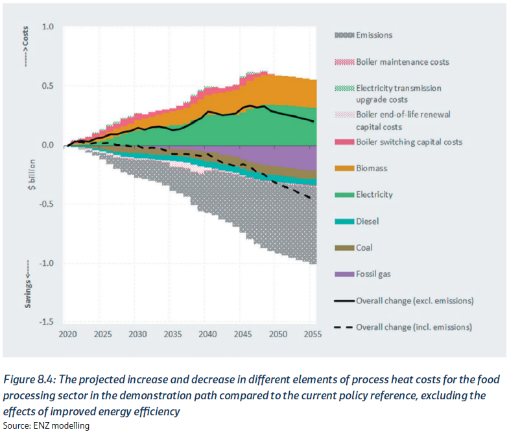 1.0
0.5
0.0
-0.5
-1.0
-1.5
-----> Costs
$ billion
Savings <-----
2020 2025 2030 2035 2040 2045 2050 2055
Emissions
Boiler maintenance costs
Electricity transmission
upgrade costs
Boiler end-of-life renewal
capital costs
Boiler switching capital costs
Biomass
Electricity
Diesel
Coal
Fossil gas
Overall change (excl. emissions)
Overall change (incl. emissions)
Figure 8.4: The projected increase and decrease in different elements of process heat costs for the food
processing sector in the demonstration path compared to the current policy reference, excluding the
effects of improved energy efficiency
Source: ENZ modelling